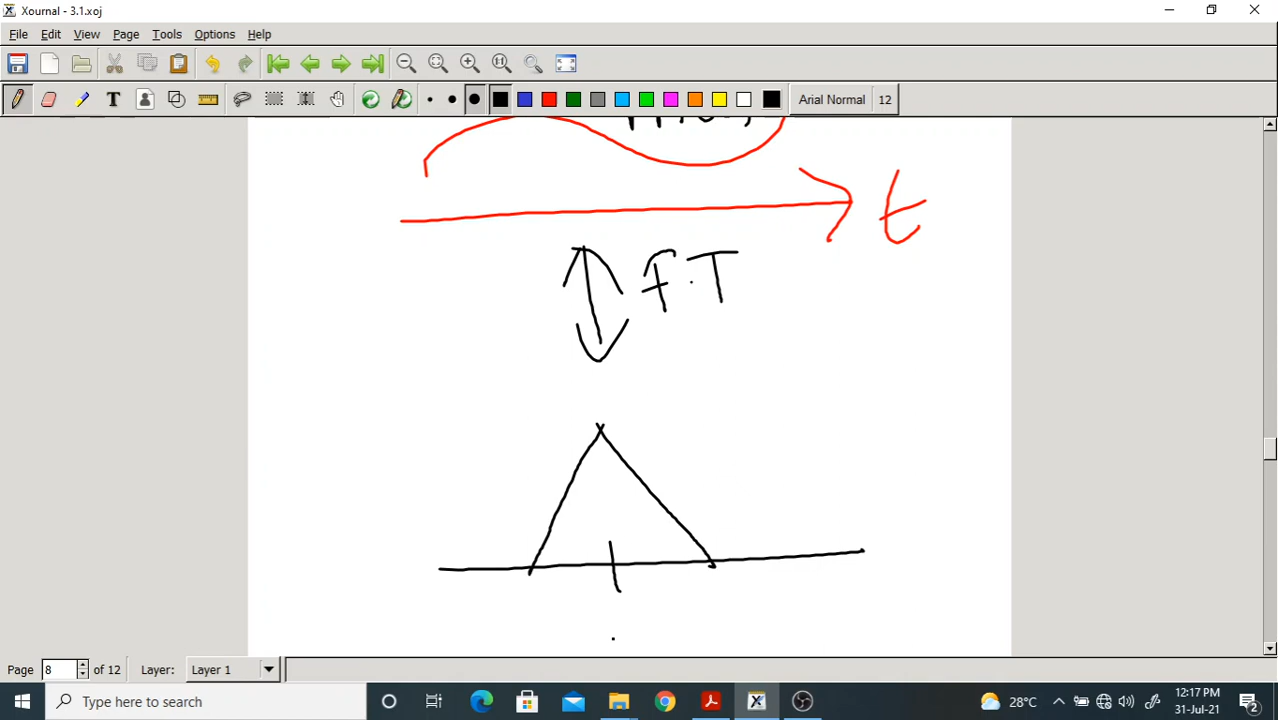 Xournal - 3.1.xoj
File Edit View Page Tools Options Help
Arial Normal 12
t
f.T
Page 8 of 12 Layer: Layer 1
Type here to search
28°C
12:17 PM
31-Jul-21
2